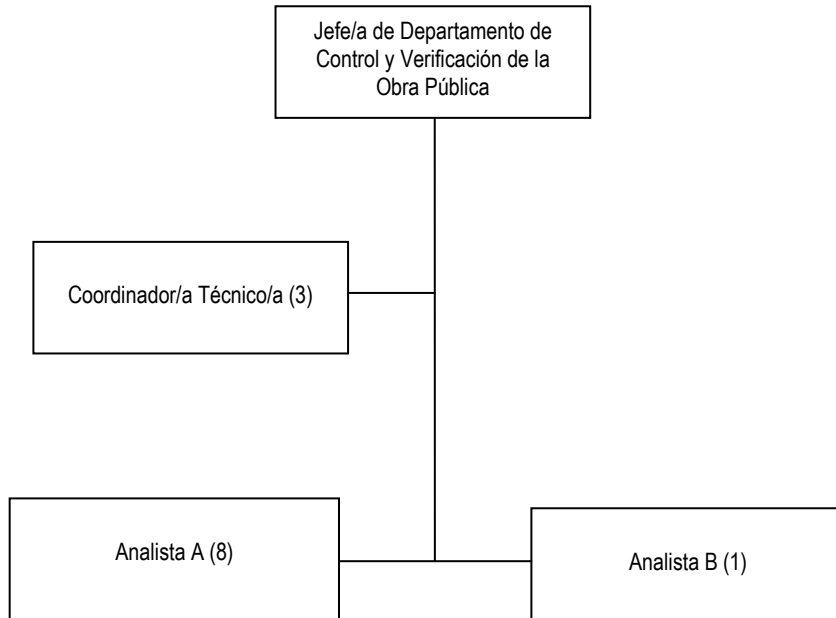 Jefe/a de Departamento de
Control y Verificación de la
Obra Pública
Coordinador/a Técnico/a (3)
Analista A (8)
Analista B (1)